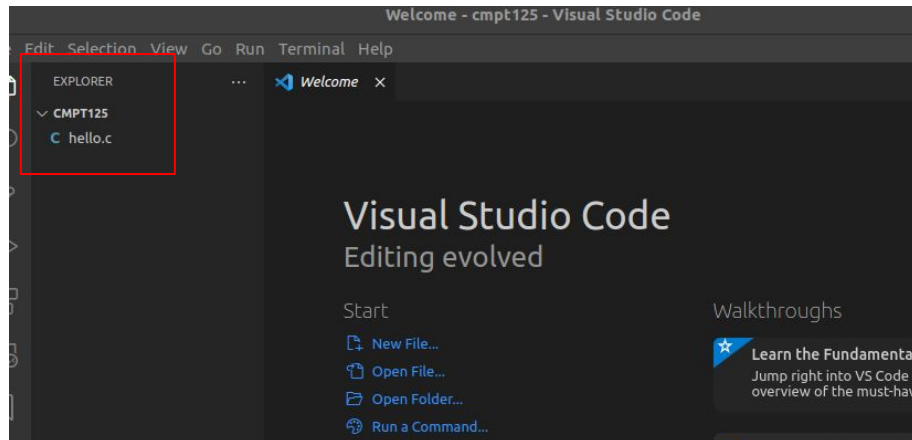 Welcome - cmpt125 - Visual Studio Code
Edit Selection View Go Run Terminal Help
EXPLORER ... Welcome ×
CMPT125
C hello.c
Visual Studio Code
Editing evolved
Start
Walkthroughs
New File...
Open File...
Open Folder...
Run a Command...
Learn the Fundamenta
Jump right into VS Code
overview of the must-hav